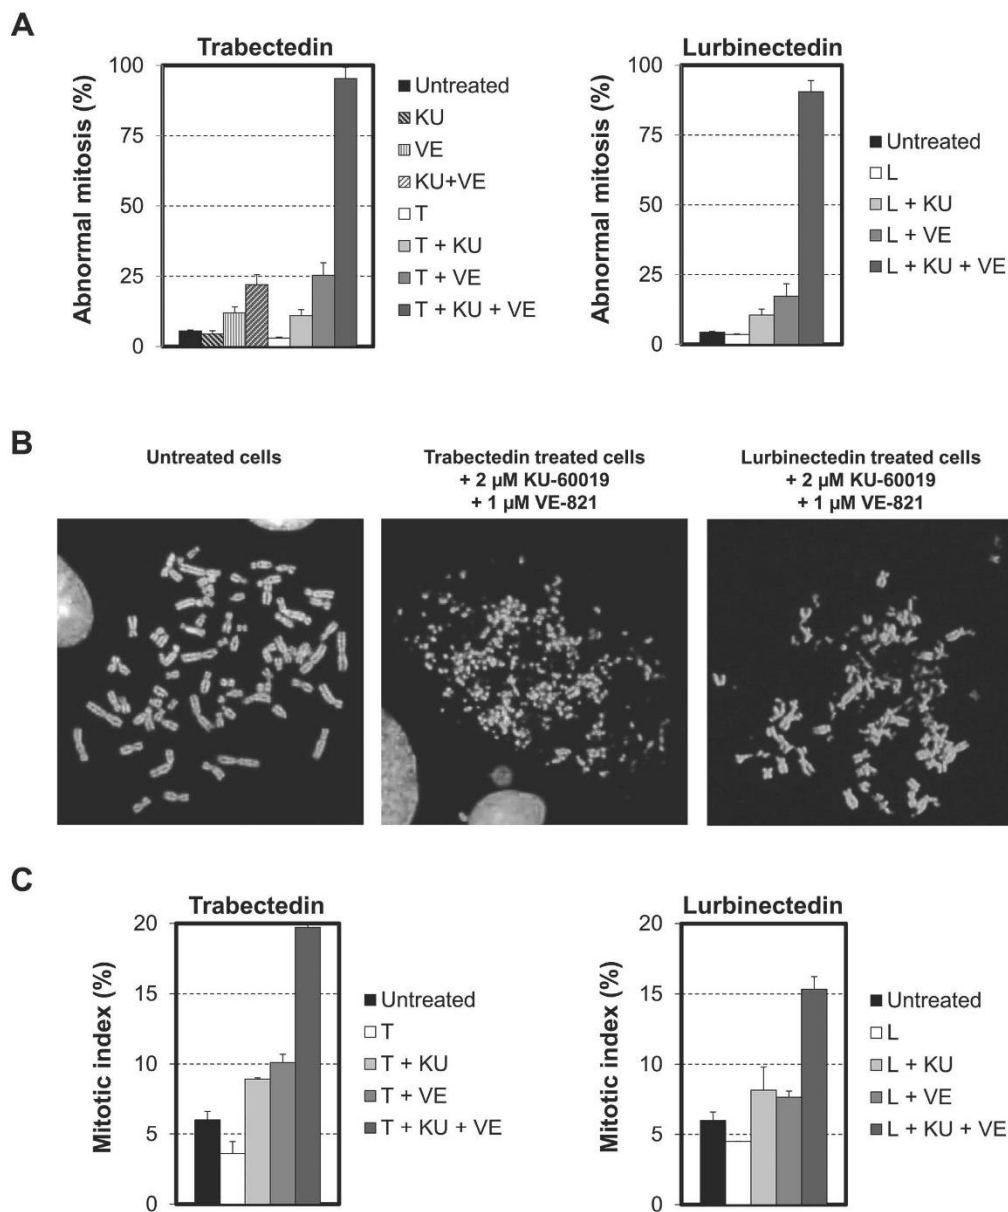 A
Trabectedin
Abnormal mitosis (%)
100
75
50
25
0
Untreated
KU
VE
KU+VE
T
T + KU
T + VE
T + KU + VE
Lurbinectedin
Abnormal mitosis (%)
100
75
50
25
0
Untreated
L
L + KU
L + VE
L + KU + VE
B
Untreated cells
Trabectedin treated cells
+ 2 µM KU-60019
+ 1 µM VE-821
Lurbinectedin treated cells
+ 2 µM KU-60019
+ 1 µM VE-821
C
Trabectedin
Mitotic index (%)
20
15
10
5
0
Untreated
T
T + KU
T + VE
T + KU + VE
Lurbinectedin
Mitotic index (%)
20
15
10
5
0
Untreated
L
L + KU
L + VE
L + KU + VE